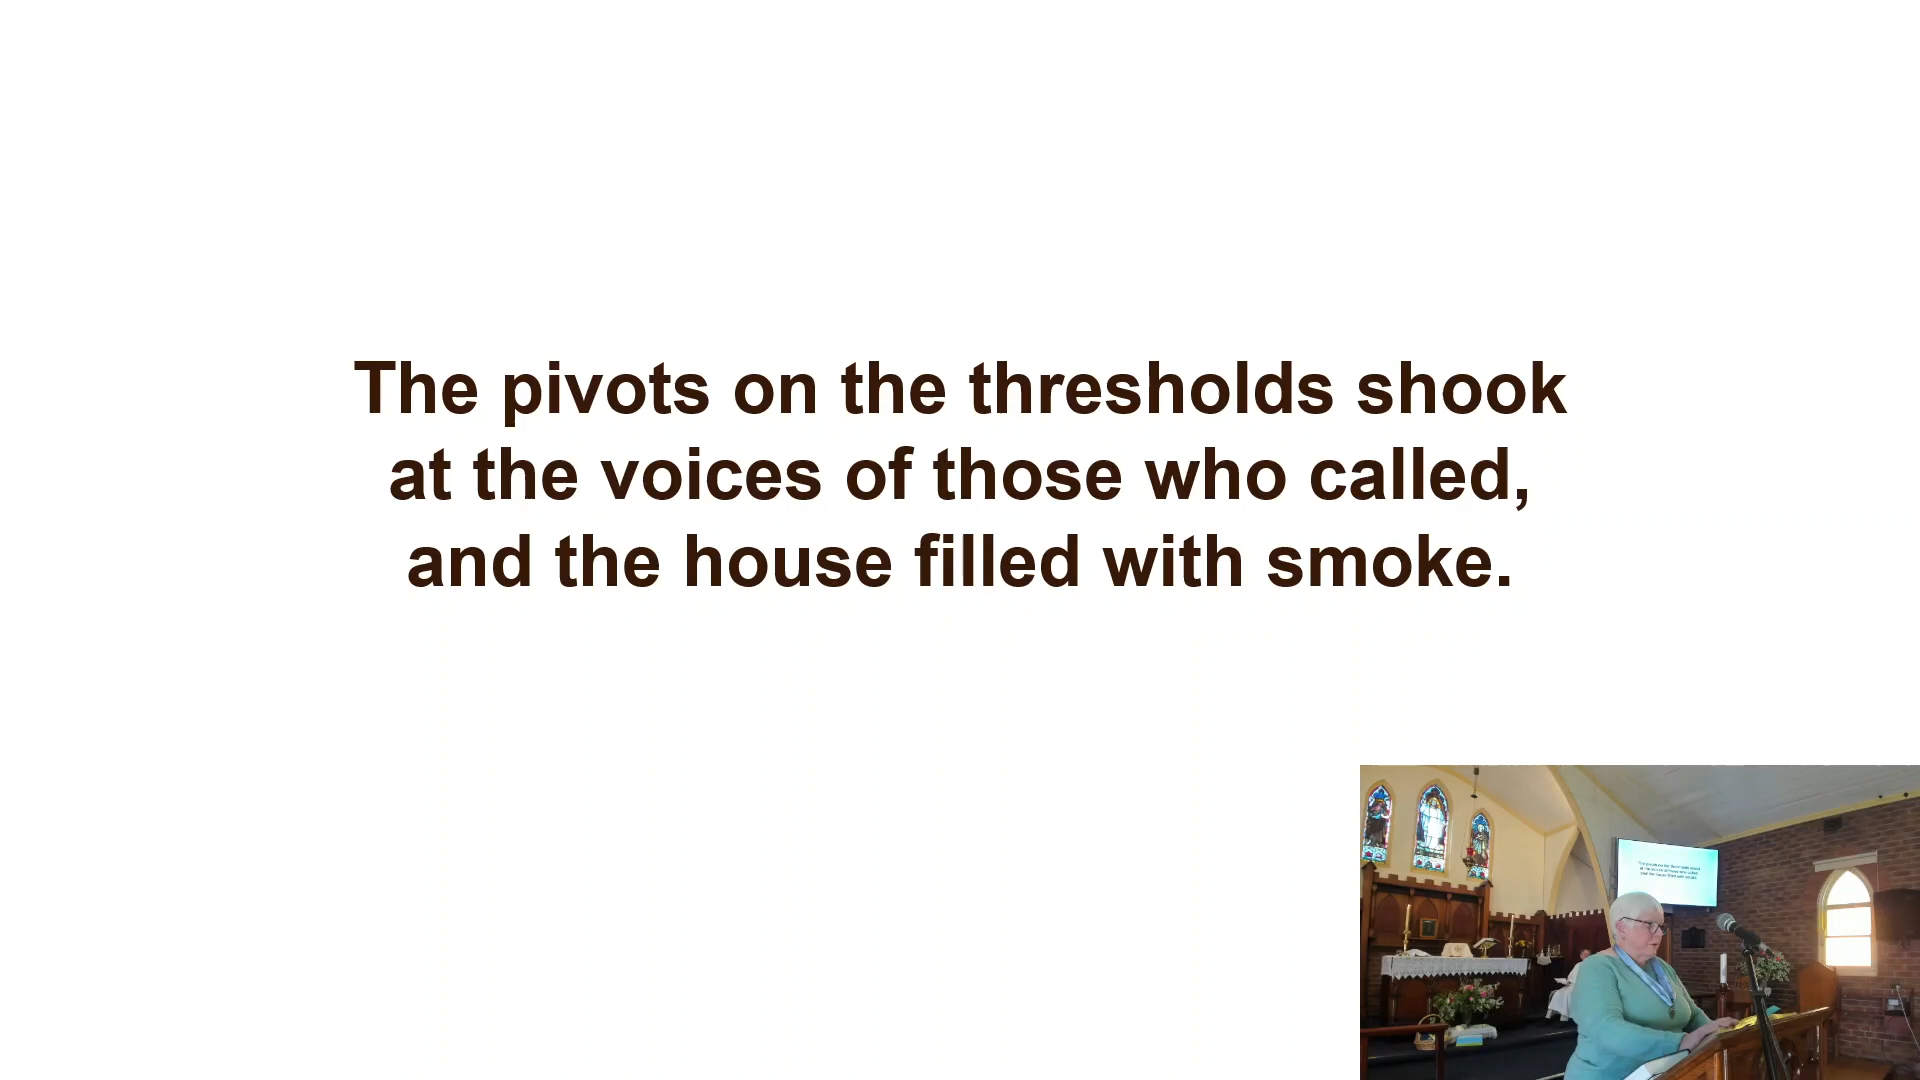 The pivots on the thresholds shook
at the voices of those who called,
and the house filled with smoke.